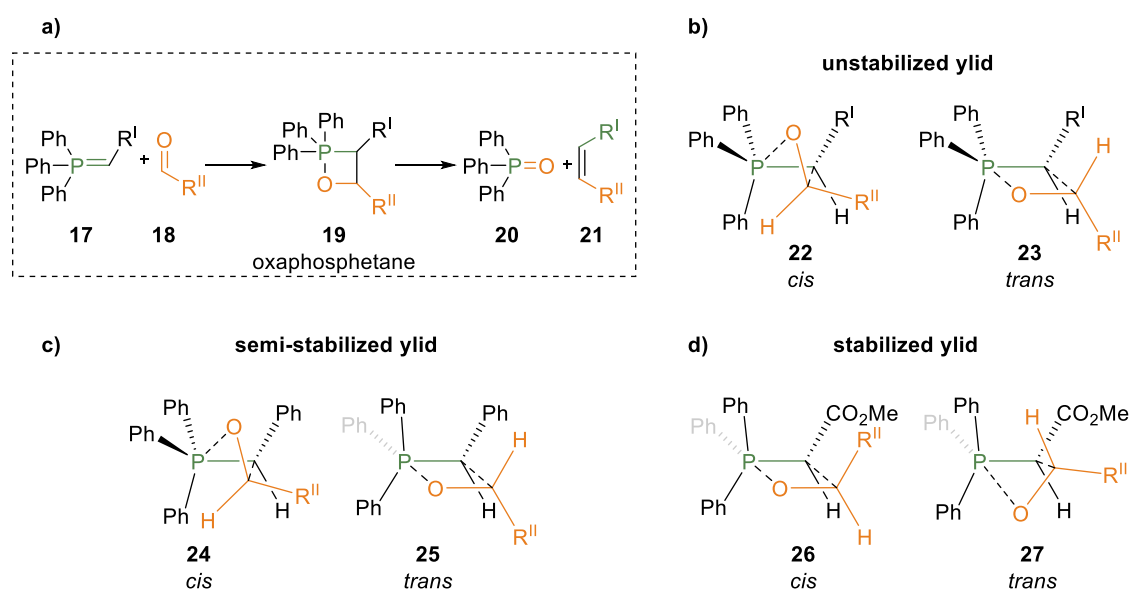 a)
Ph
Ph
Ph
P
R^I
+
O
R^II
17
18
Ph
Ph
Ph
P
O
R^I
R^II
19
oxaphosphetane
Ph
Ph
Ph
P
O
+
R^I
R^II
20
21
b)
unstabilized ylid
Ph
Ph
P
Ph
O
R^I
R^II
H
H
22
cis
Ph
Ph
P
Ph
O
R^I
H
H
R^II
23
trans
c)
semi-stabilized ylid
Ph
Ph
P
Ph
O
Ph
R^II
H
H
24
cis
Ph
Ph
P
Ph
O
Ph
H
H
R^II
25
trans
d)
stabilized ylid
Ph
Ph
P
Ph
O
CO2Me
R^II
H
H
26
cis
Ph
Ph
P
Ph
O
H
CO2Me
R^II
H
27
trans